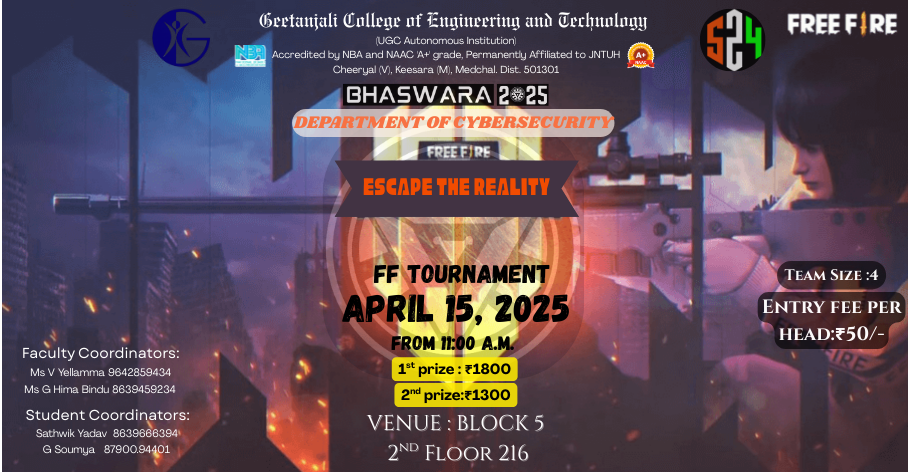 Geetanjali College of Engineering and Technology
(UGC Autonomous Institution)
NBA
Accredited by NBA and NAAC 'A+' grade, Permanently Affiliated to JNTUH
A+
Cheeryal (V), Keesara (M), Medchal. Dist. 501301
S24
FREE FIRE
BHASWARA 2025
DEPARTMENT OF CYBERSECURITY
FREE FIRE
ESCAPE THE REALITY
FF TOURNAMENT
APRIL 15, 2025
FROM 11:00 A.M.
1st prize : ₹1800
2nd prize:₹1300
VENUE : BLOCK 5
2ND FLOOR 216
TEAM SIZE :4
ENTRY FEE PER
HEAD:₹50/-
Faculty Coordinators:
Ms V Yellamma 9642859434
Ms G Hima Bindu 8639459234
Student Coordinators:
Sathwik Yadav 8639666394
G Soumya 87900.94401